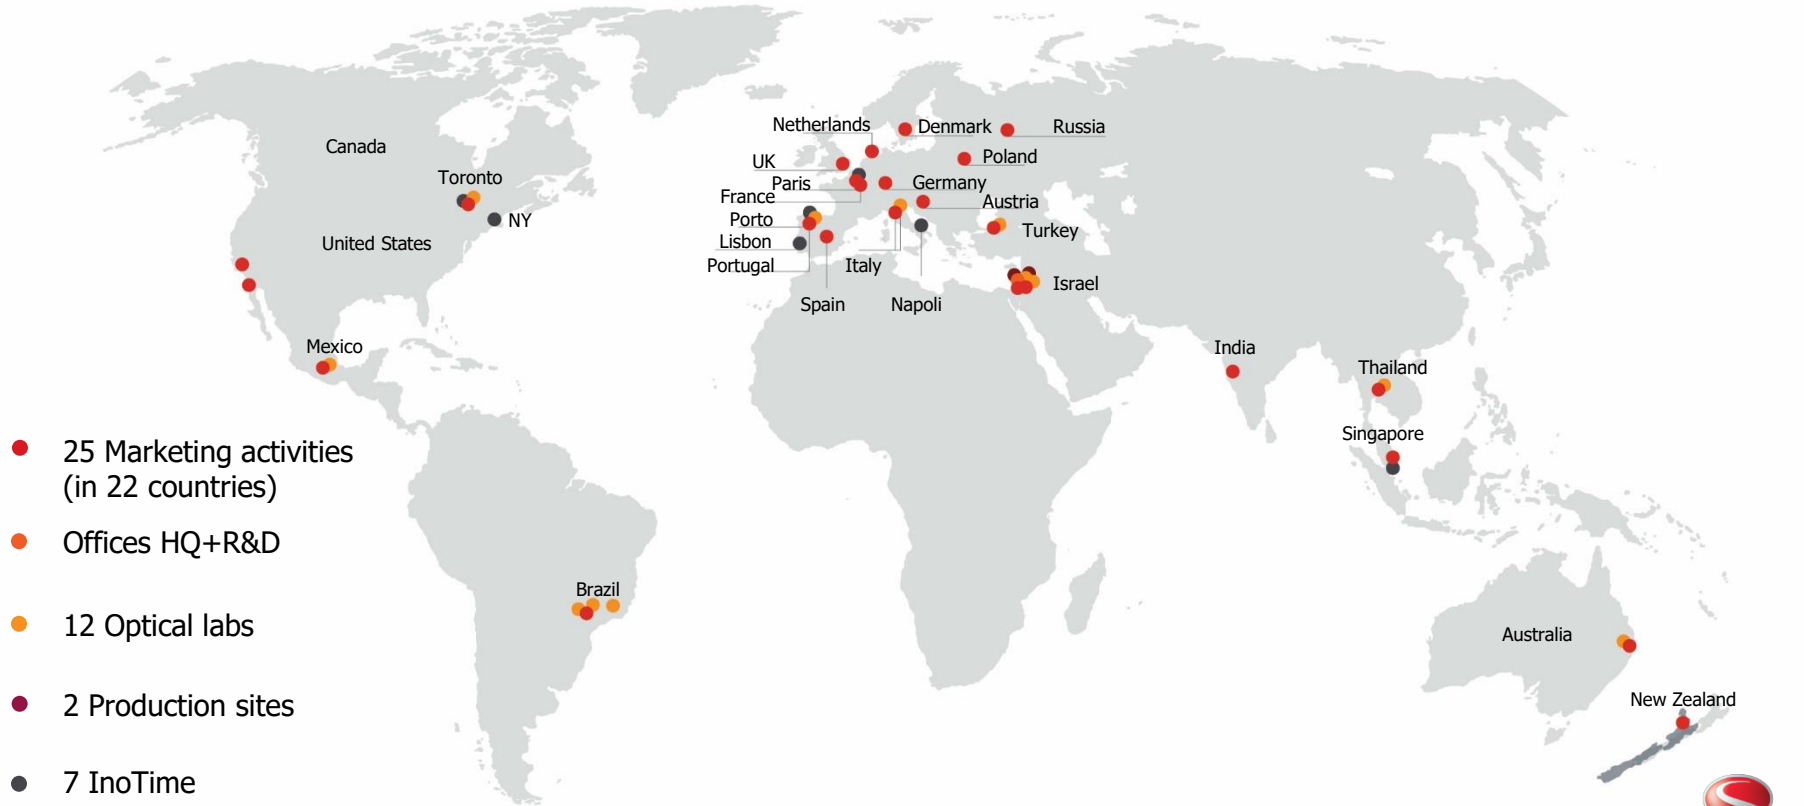 Netherlands
Denmark
Russia
Canada
UK
Poland
Toronto
Paris
Germany
France
Austria
NY
Porto
Turkey
United States
Lisbon
Portugal
Italy
Israel
Spain
Napoli
Mexico
India
Thailand
Singapore
25 Marketing activities
(in 22 countries)
Offices HQ+R&D
Brazil
12 Optical labs
Australia
New Zealand
2 Production sites
7 InoTime